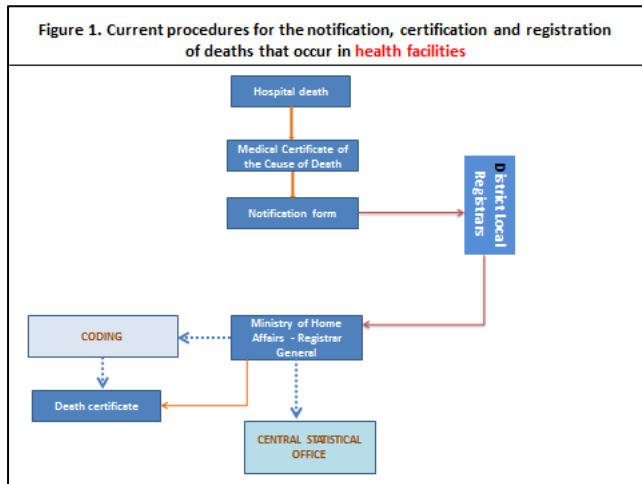 Figure 1. Current procedures for the notification, certification and registration
of deaths that occur in health facilities
Hospital death
Medical Certificate of
the Cause of Death
Notification form
District Local
Registrars
Ministry of Home
Affairs - Registrar
General
CODING
Death certificate
CENTRAL STATISTICAL
OFFICE